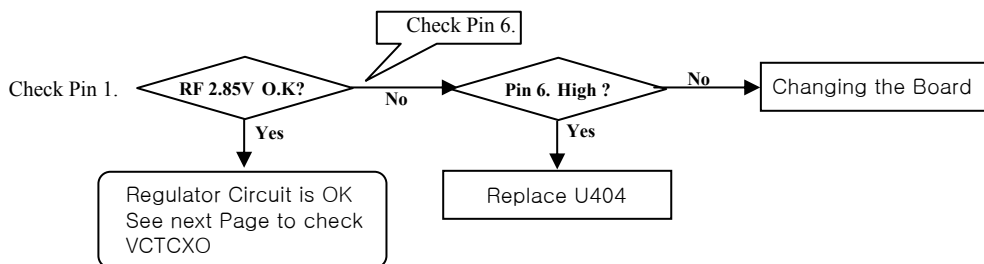 Check Pin 6.
Check Pin 1.
RF 2.85V O.K?
No
Pin 6. High ?
No
Changing the Board
Yes
Yes
Regulator Circuit is OK
See next Page to check
VCTCXO
Replace U404